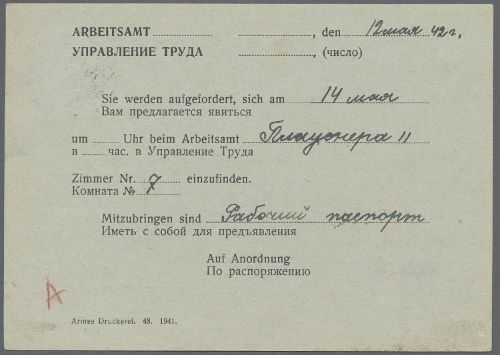 ARBEITSAMT , den 12 мая 42 г.
УПРАВЛЕНИЕ ТРУДА , (число)
Sie werden aufgefordert, sich am 14 мая
Вам предлагается явиться
um Uhr beim Arbeitsamt 11
в час. в Управление Труда
Zimmer Nr. 7 einzufinden.
Комната №
Mitzubringen sind Рабочий паспорт
Иметь с собой для предъявления
Auf Anordnung
По распоряжению
А
Armee Druckerei. 48. 1941.